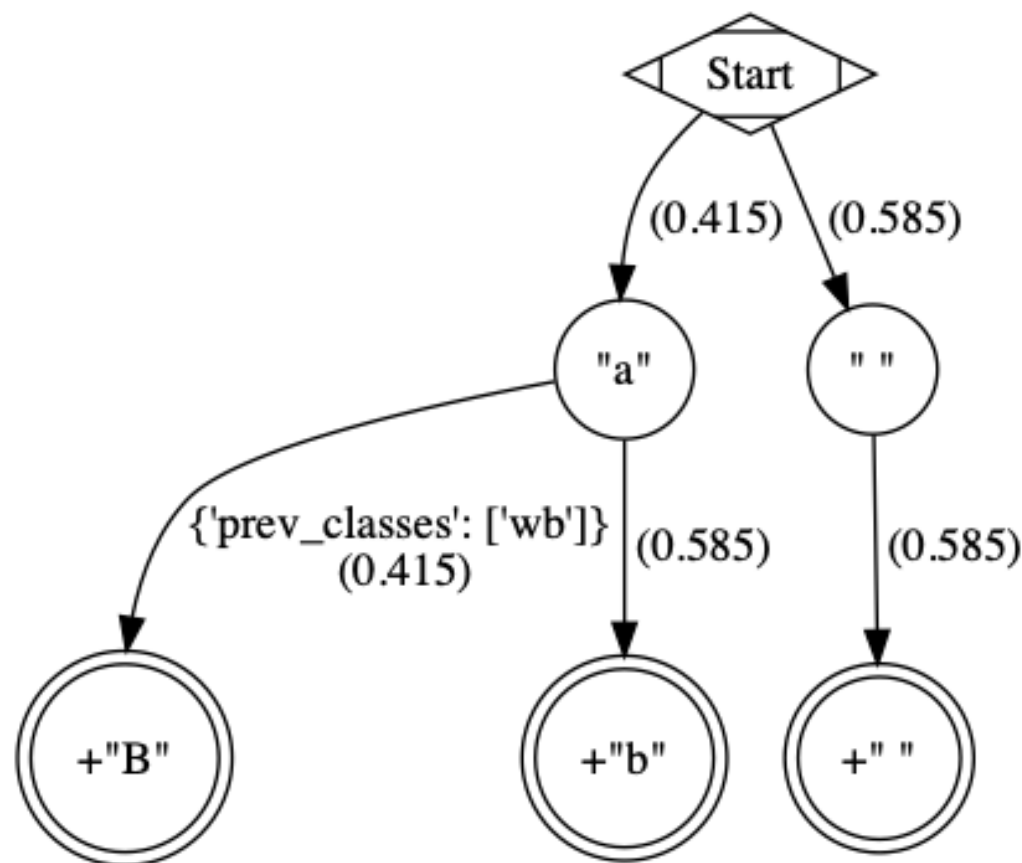 Start
(0.415) (0.585)
"a" " "
{'prev_classes': ['wb']}
(0.415)
(0.585)
(0.585)
+"B" +"b" +" "